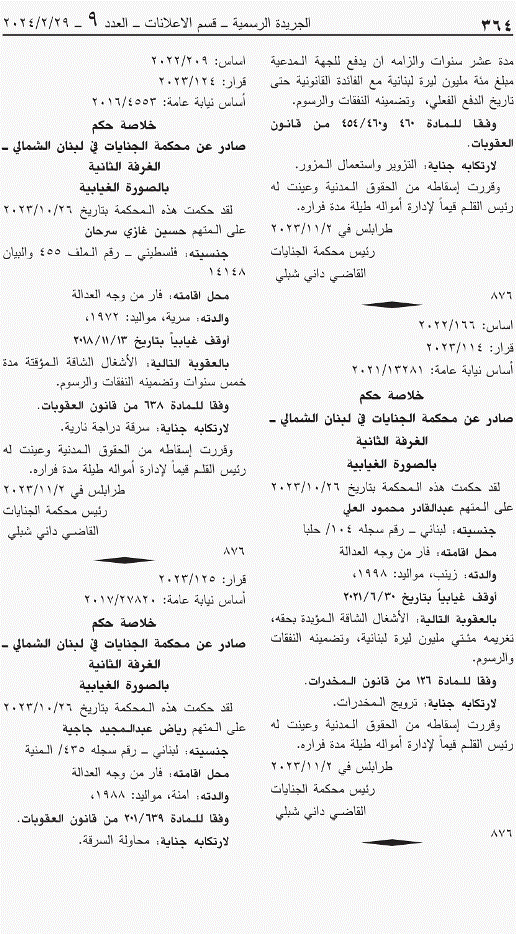 ٣٦٤
الجريدة الرسمية – قسم الاعلانات – العدد ٩ – ٢٠٢٤/٢/٢٩
مدة عشر سنوات والزامه ان يدفع للجهة المدعية
مبلغ مئة مليون ليرة لبنانية مع الفائدة القانونية حتى
تاريخ الدفع الفعلي، وتضمينه النفقات والرسوم.
وفقا للمادة ٤٦٠ و٤٥٤/٤٦٠ من قانون
العقوبات.
لارتكابه جناية: التزوير واستعمال المزور.
وقررت إسقاطه من الحقوق المدنية وعينت له
رئيس القلم قيماً لإدارة أمواله طيلة مدة فراره.
طرابلس في ٢٠٢٣/١١/٢
رئيس محكمة الجنايات
القاضي داني شبلي
٨٧٦
اساس: ٢٠٢٢/١٦٦
قرار: ٢٠٢٣/١١٤
أساس نيابة عامة: ٢٠٢١/١٣٢٨١
خلاصة حكم
صادر عن محكمة الجنايات في لبنان الشمالي –
الغرفة الثانية
بالصورة الغيابية
لقد حكمت هذه المحكمة بتاريخ ٢٠٢٣/١٠/٢٦
على المتهم عبدالقادر محمود العلي
جنسيته: لبناني – رقم سجله ١٠٤/ حلبا
محل اقامته: فار من وجه العدالة
والدته: زينب، مواليد: ١٩٩٨،
أوقف غيابياً بتاريخ ٢٠٢١/٦/٣٠
بالعقوبة التالية: الأشغال الشاقة المؤبدة بحقه،
تغريمه مئتي مليون ليرة لبنانية، وتضمينه النفقات
والرسوم.
وفقا للمادة ١٢٦ من قانون المخدرات.
لارتكابه جناية: ترويج المخدرات.
وقررت إسقاطه من الحقوق المدنية وعينت له
رئيس القلم قيماً لإدارة أمواله طيلة مدة فراره.
طرابلس في ٢٠٢٣/١١/٢
رئيس محكمة الجنايات
القاضي داني شبلي
٨٧٦
اساس: ٢٠٢٢/٢٠٩
قرار: ٢٠٢٣/١٢٤
أساس نيابة عامة: ٢٠١٦/٤٥٥٣
خلاصة حكم
صادر عن محكمة الجنايات في لبنان الشمالي –
الغرفة الثانية
بالصورة الغيابية
لقد حكمت هذه المحكمة بتاريخ ٢٠٢٣/١٠/٢٦
على المتهم حسين غازي سرحان
جنسيته: فلسطيني – رقم الملف ٤٥٥ والبيان
١٤١٤٨
محل اقامته: فار من وجه العدالة
والدته: سرية، مواليد: ١٩٧٢،
أوقف غيابياً بتاريخ ٢٠١٨/١١/١٣
بالعقوبة التالية: الأشغال الشاقة المؤقتة مدة
خمس سنوات وتضمينه النفقات والرسوم.
وفقا للمادة ٦٣٨ من قانون العقوبات.
لارتكابه جناية: سرقة دراجة نارية.
وقررت إسقاطه من الحقوق المدنية وعينت له
رئيس القلم قيماً لإدارة أمواله طيلة مدة فراره.
طرابلس في ٢٠٢٣/١١/٢
رئيس محكمة الجنايات
القاضي داني شبلي
٨٧٦
قرار: ٢٠٢٣/١٢٥
أساس نيابة عامة: ٢٠١٧/٢٧٨٢٠
خلاصة حكم
صادر عن محكمة الجنايات في لبنان الشمالي –
الغرفة الثانية
بالصورة الغيابية
لقد حكمت هذه المحكمة بتاريخ ٢٠٢٣/١٠/٢٦
على المتهم رياض عبدالمجيد جاجية
جنسيته: لبناني – رقم سجله ٤٣٥/ المنية
محل اقامته: فار من وجه العدالة
والدته: امنة، مواليد: ١٩٨٨،
وفقا للمادة ٢٠١/٦٣٩ من قانون العقوبات.
لارتكابه جناية: محاولة السرقة.